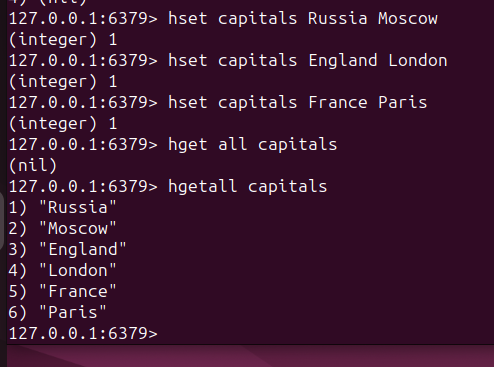 127.0.0.1:6379> hset capitals Russia Moscow
(integer) 1
127.0.0.1:6379> hset capitals England London
(integer) 1
127.0.0.1:6379> hset capitals France Paris
(integer) 1
127.0.0.1:6379> hget all capitals
(nil)
127.0.0.1:6379> hgetall capitals
1) "Russia"
2) "Moscow"
3) "England"
4) "London"
5) "France"
6) "Paris"
127.0.0.1:6379>